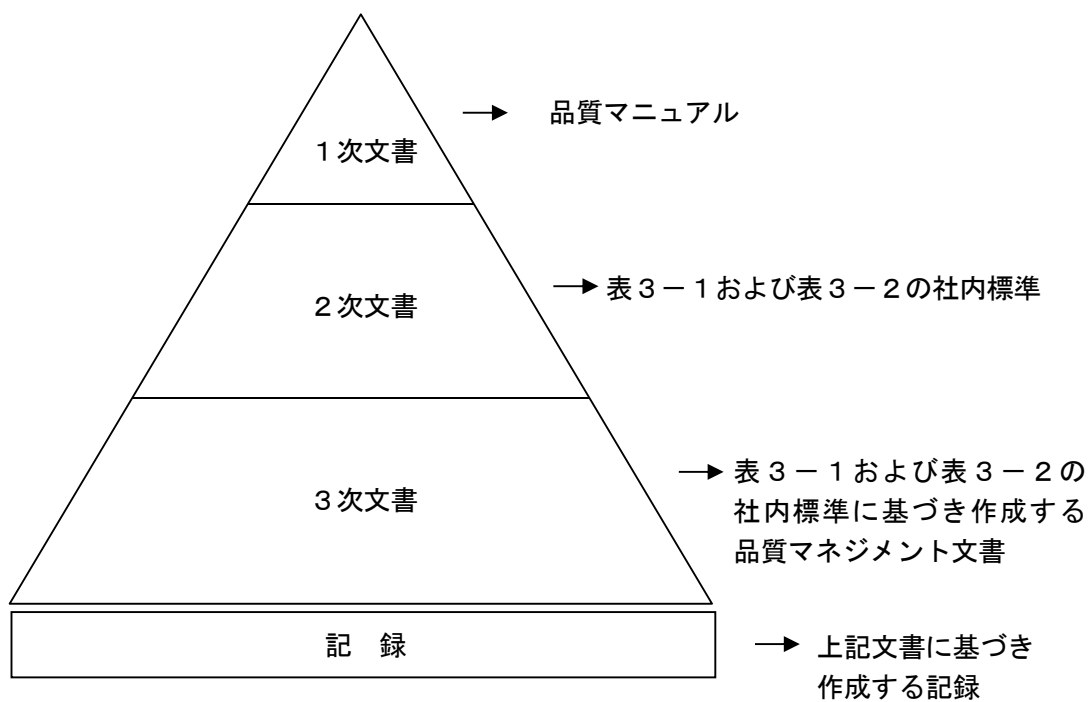 品質マニュアル
1次文書
表3－1および表3－2の社内標準
2次文書
表3－1および表3－2の
社内標準に基づき作成する
品質マネジメント文書
3次文書
記 録
上記文書に基づき
作成する記録